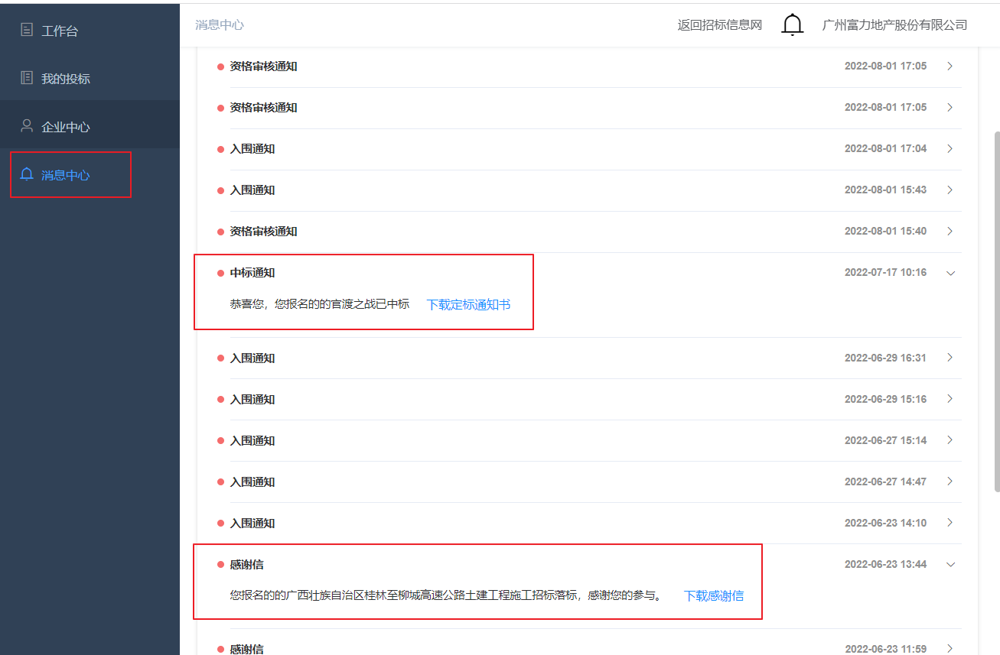 工作台
我的投标
企业中心
消息中心
消息中心 返回招标信息网 广州富力地产股份有限公司
资格审核通知 2022-08-01 17:05
资格审核通知 2022-08-01 17:05
入围通知 2022-08-01 17:04
入围通知 2022-08-01 15:43
资格审核通知 2022-08-01 15:40
中标通知 2022-07-17 10:16
恭喜您，您报名的的官渡之战已中标 下载定标通知书
入围通知 2022-06-29 16:31
入围通知 2022-06-29 15:16
入围通知 2022-06-27 15:14
入围通知 2022-06-27 14:47
入围通知 2022-06-23 14:10
感谢信 2022-06-23 13:44
您报名的的广西壮族自治区桂林至柳城高速公路土建工程施工招标落标，感谢您的参与。 下载感谢信
感谢信 2022-06-23 11:59